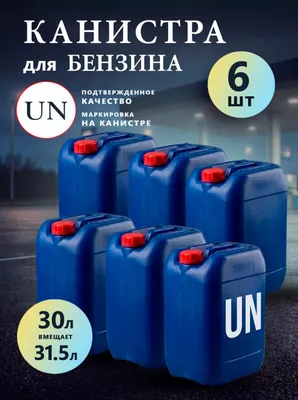 КАНИСТРА
для БЕНЗИНА
6
шт
UN
ПОДТВЕРЖДЕННОЕ
КАЧЕСТВО
МАРКИРОВКА
НА КАНИСТРЕ
30л
ВМЕЩАЕТ
31.5л
UN